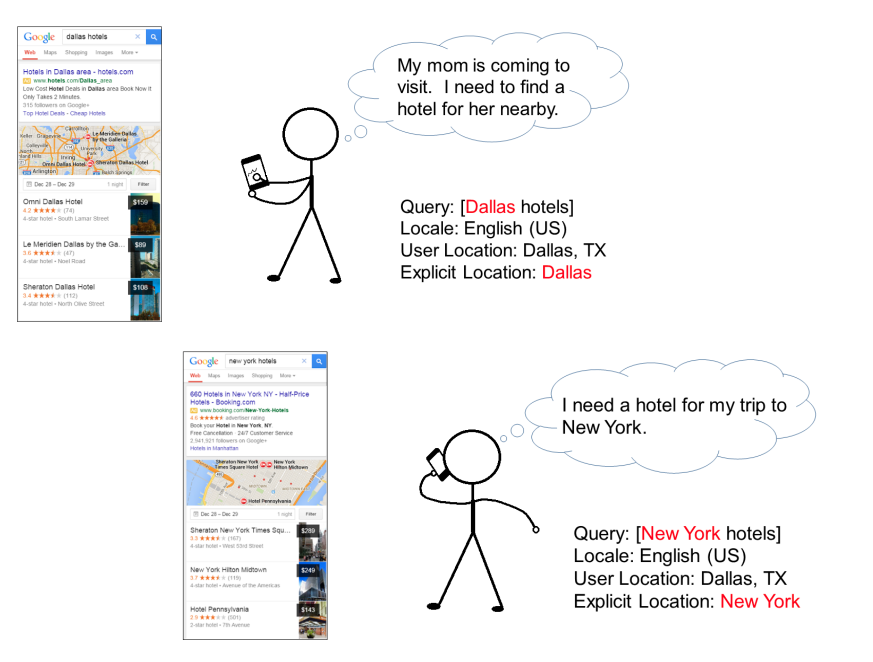 Google dallas hotels
Web Maps Shopping Images More
Hotels in Dallas area - hotels.com
Ad www.hotels.com/Dallas_area
Low Cost Hotel Deals in Dallas area Book Now it
Only Takes 2 Minutes.
315 followers on Google+
Top Hotel Deals - Cheap Hotels
Carrollton
Keller Grapevine
Le Meridien Dallas
by the Galleria
Colleyville
University
Park
Irving
Omni Dallas Hotel
Sheraton Dallas Hotel
Arlington
Balch Springs
Dec 28 – Dec 29 1 night Filter
Omni Dallas Hotel $159
4.2 ★★★★☆ (74)
4-star hotel • South Lamar Street
Le Meridien Dallas by the Ga... $89
3.6 (47)
4-star hotel • Noel Road
Sheraton Dallas Hotel $108
3.4 (112)
4-star hotel • North Olive Street
My mom is coming to
visit. I need to find a
hotel for her nearby.
Query: [Dallas hotels]
Locale: English (US)
User Location: Dallas, TX
Explicit Location: Dallas
Google new york hotels
Web Maps Images Shopping More
660 Hotels in New York NY - Half-Price
Hotels - Booking.com
Ad www.booking.com/New-York-Hotels
4.6 advertiser rating
Book your Hotel in New York, NY.
Free Cancellation · 24/7 Customer Service
2,541,921 followers on Google+
Hotels in Manhattan
Sheraton New York
Times Square Hotel
New York
Hilton Midtown
Hotel Pennsylvania
Dec 28 – Dec 29 1 night Filter
Sheraton New York Times Squ... $289
3.5 (167)
4-star hotel • West 53rd Street
New York Hilton Midtown $249
3.7 (119)
4-star hotel • Avenue of the Americas
Hotel Pennsylvania $143
2.9 (501)
2-star hotel • 7th Avenue
I need a hotel for my trip to
New York.
Query: [New York hotels]
Locale: English (US)
User Location: Dallas, TX
Explicit Location: New York